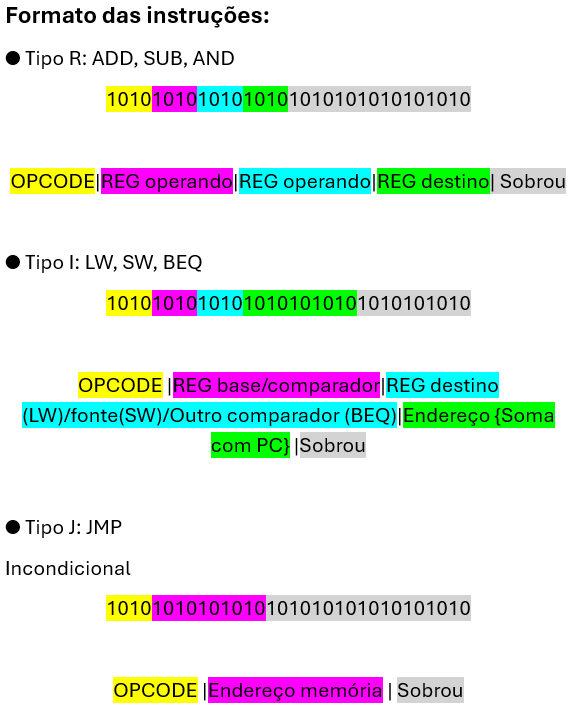 Formato das instruções:
● Tipo R: ADD, SUB, AND
10101010101010101010101010101010
OPCODE|REG operando|REG operando|REG destino| Sobrou
● Tipo I: LW, SW, BEQ
10101010101010101010101010101010
OPCODE |REG base/comparador|REG destino
(LW)/fonte(SW)/Outro comparador (BEQ)|Endereço {Soma
com PC} |Sobrou
● Tipo J: JMP
Incondicional
10101010101010101010101010101010
OPCODE |Endereço memória | Sobrou